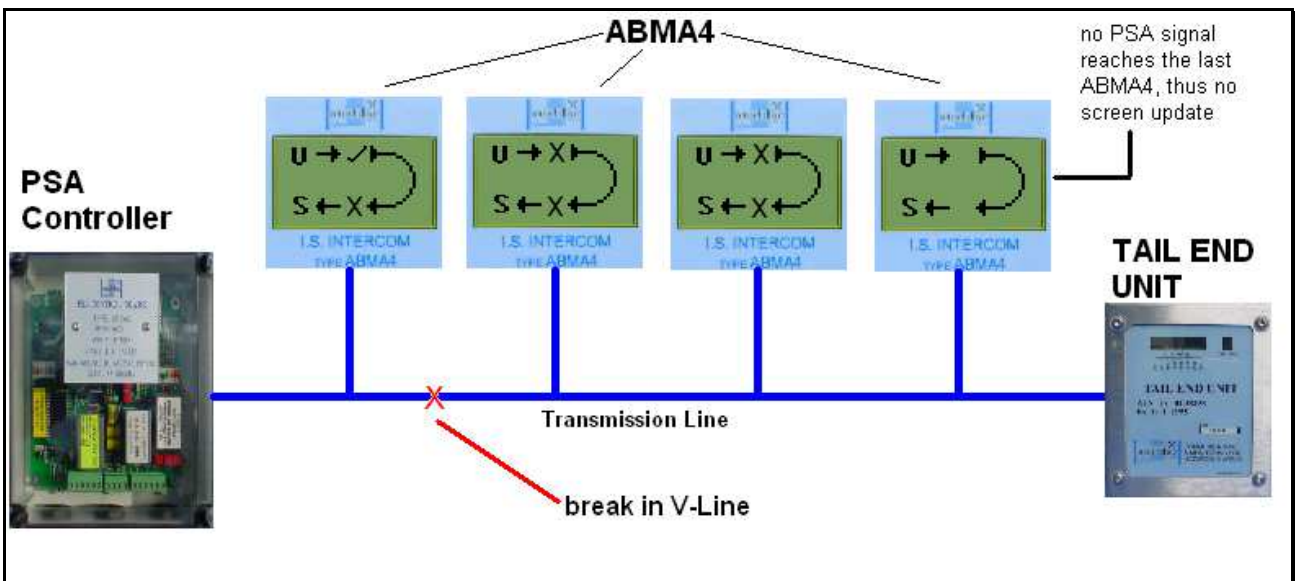 ABMA4
no PSA signal
reaches the last
ABMA4, thus no
screen update
PSA
Controller
U → ✓
S ← X
I.S. INTERCOM
TYPE ABMA4
U → X
S ← X
I.S. INTERCOM
TYPE ABMA4
U → X
S ← X
I.S. INTERCOM
TYPE ABMA4
U →
S ←
I.S. INTERCOM
TYPE ABMA4
TAIL END
UNIT
TAIL END UNIT
X
Transmission Line
break in V-Line